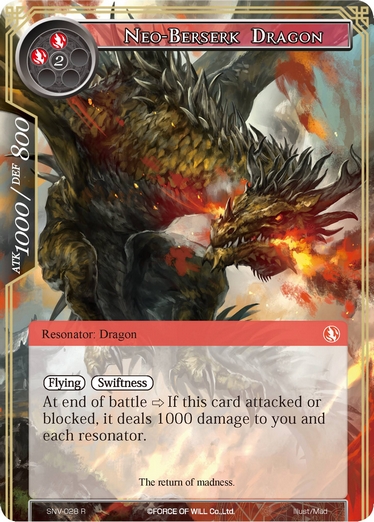 Neo-Berserk Dragon
2
ATK 1000 / DEF 800
Resonator: Dragon
Flying Swiftness
At end of battle ⇨ If this card attacked or
blocked, it deals 1000 damage to you and
each resonator.
The return of madness.
SNV-028 R ©FORCE OF WILL Co.,Ltd. Illust/Mad